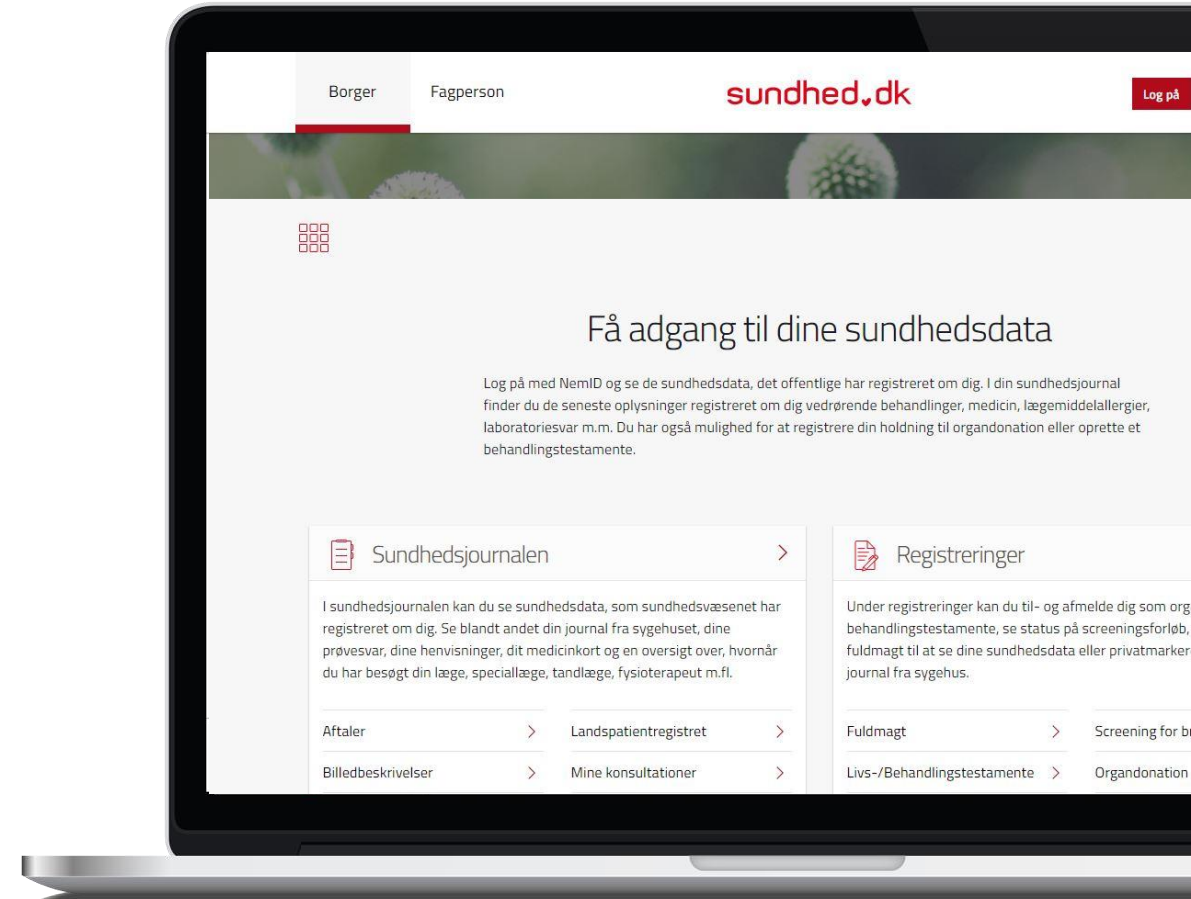 Borger Fagperson sundhed.dk Log på
Få adgang til dine sundhedsdata
Log på med NemID og se de sundhedsdata, det offentlige har registreret om dig. I din sundhedsjournal
finder du de seneste oplysninger registreret om dig vedrørende behandlinger, medicin, lægemiddelallergier,
laboratoriesvar m.m. Du har også mulighed for at registrere din holdning til organdonation eller oprette et
behandlingstestamente.
Sundhedsjournalen
I sundhedsjournalen kan du se sundhedsdata, som sundhedsvæsenet har
registreret om dig. Se blandt andet din journal fra sygehuset, dine
prøvesvar, dine henvisninger, dit medicinkort og en oversigt over, hvornår
du har besøgt din læge, speciallæge, tandlæge, fysioterapeut m.fl.
Aftaler Landspatientregistret
Billedbeskrivelser Mine konsultationer
Registreringer
Under registreringer kan du til- og afmelde dig som org
behandlingstestamente, se status på screeningsforløb,
fuldmagt til at se dine sundhedsdata eller privatmarker
journal fra sygehus.
Fuldmagt Screening for br
Livs-/Behandlingstestamente Organdonation